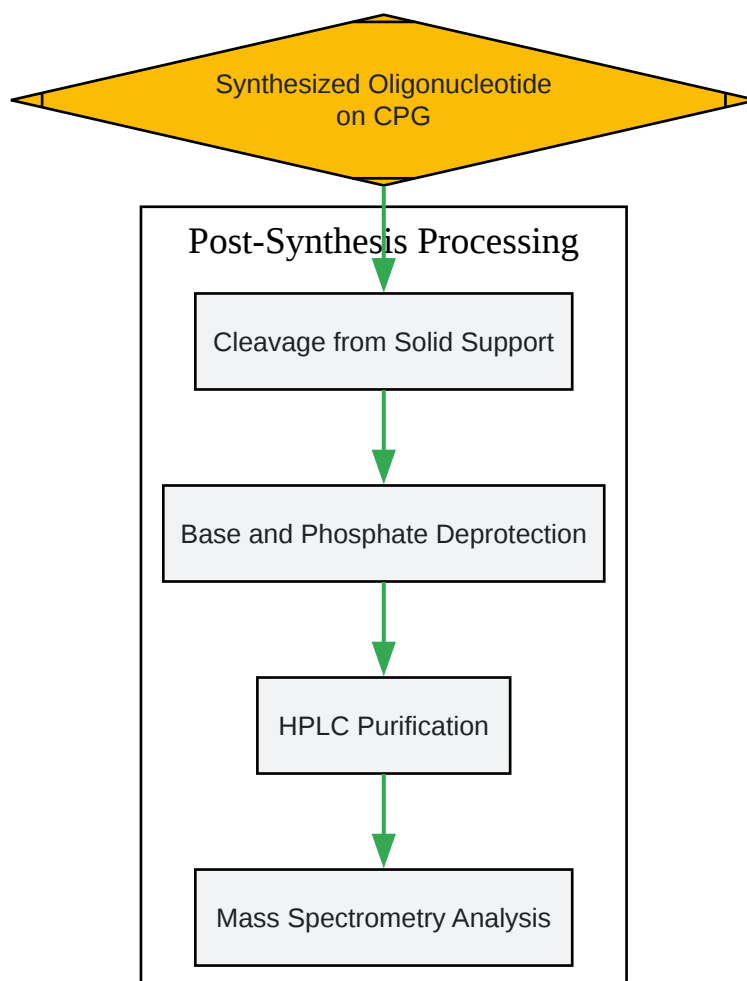 Synthesized Oligonucleotide
on CPG
Post-Synthesis Processing
Cleavage from Solid Support
Base and Phosphate Deprotection
HPLC Purification
Mass Spectrometry Analysis